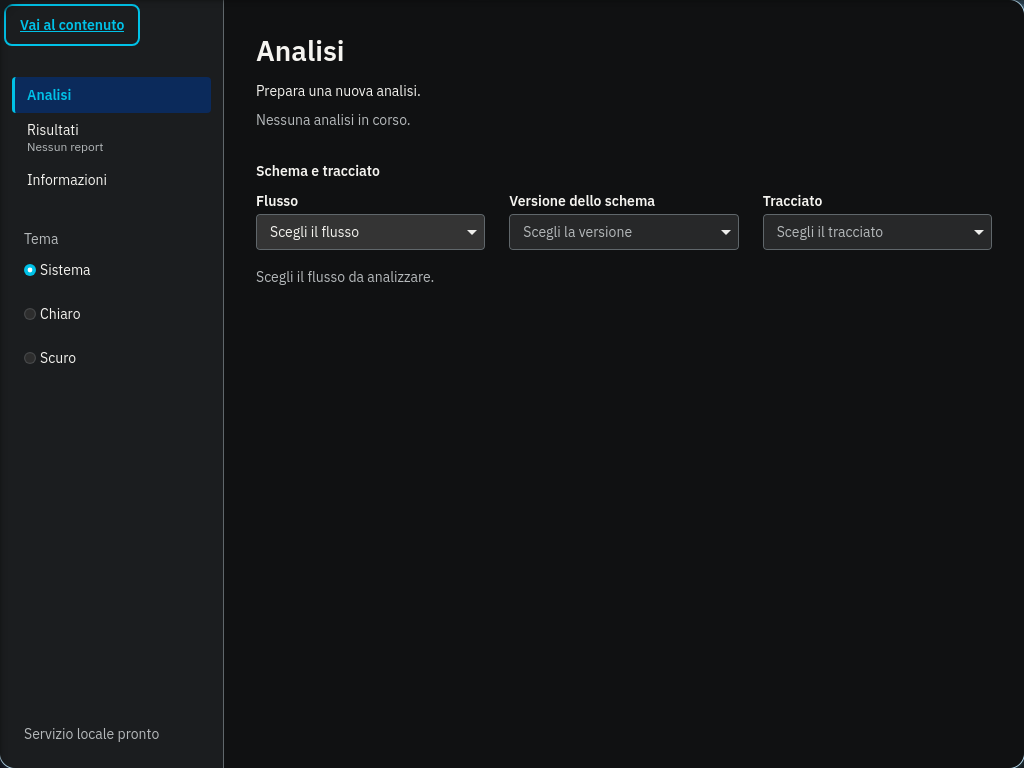 Vai al contenuto
Analisi
Risultati
Nessun report
Informazioni
Tema
Sistema
Chiaro
Scuro
Servizio locale pronto
Analisi
Prepara una nuova analisi.
Nessuna analisi in corso.
Schema e tracciato
Flusso
Scegli il flusso
Versione dello schema
Scegli la versione
Tracciato
Scegli il tracciato
Scegli il flusso da analizzare.